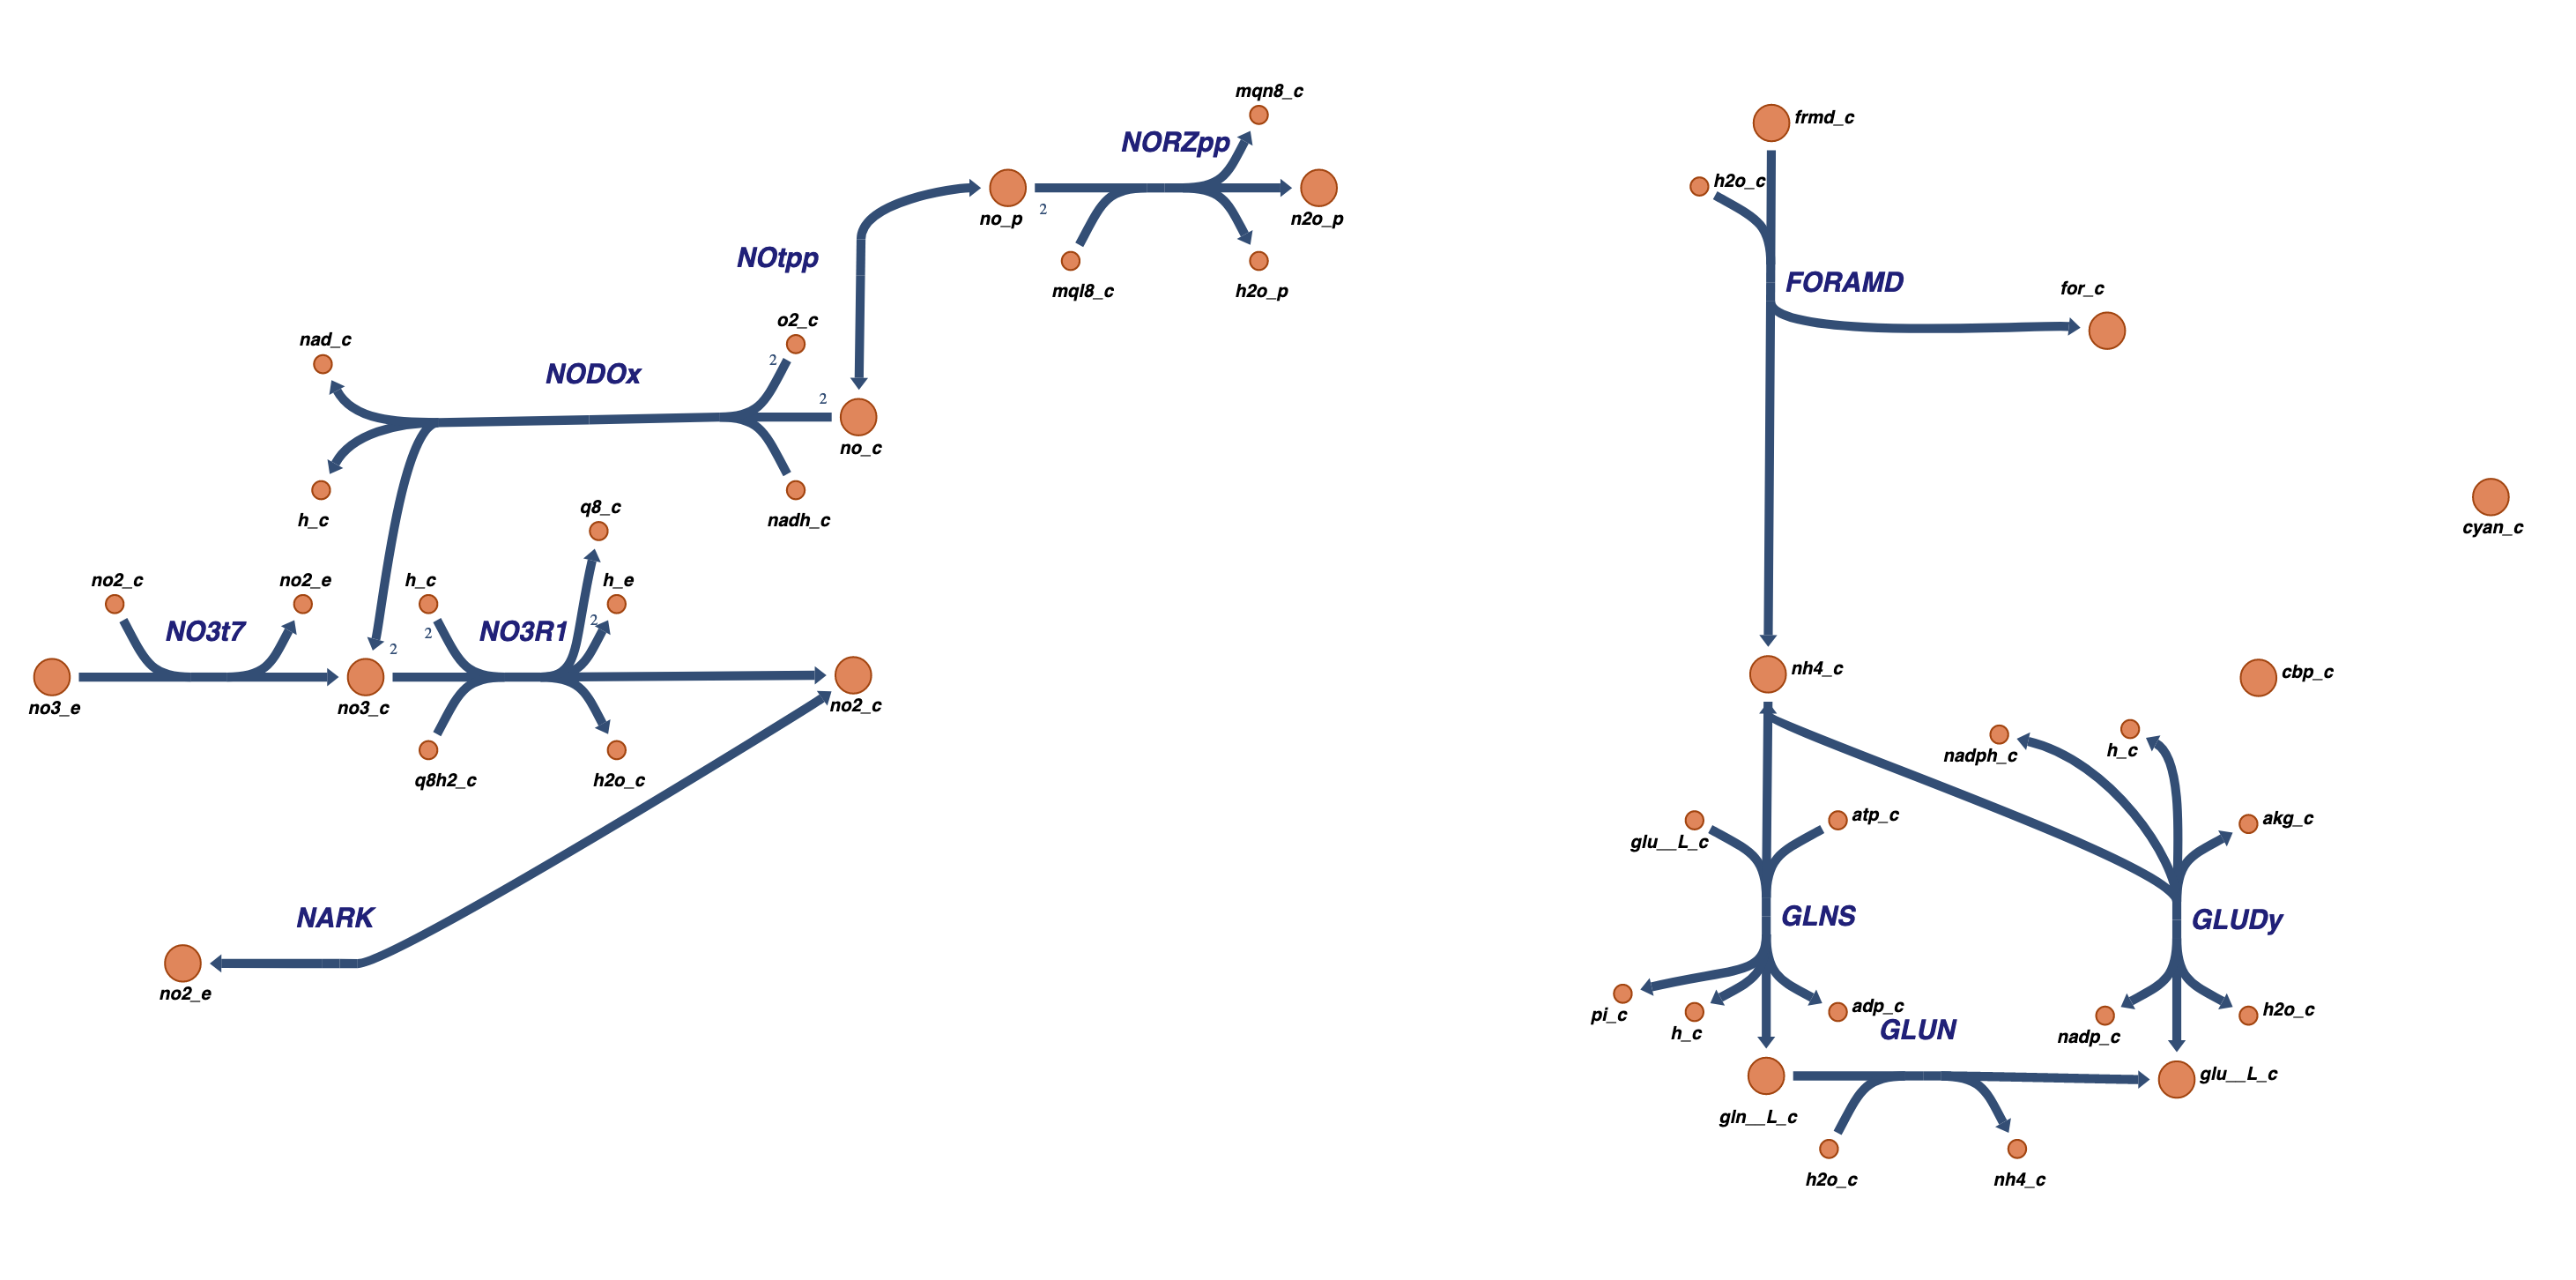 mqn8_c
NORZpp
no_p
2
n2o_p
mql8_c
h2o_p
NOtpp
o2_c
2
nad_c
NODOx
2
no_c
h_c
nadh_c
q8_c
no2_c
no2_e
h_c
h_e
NO3t7
2
NO3R1
2
2
no3_e
no3_c
no2_c
q8h2_c
h2o_c
NARK
no2_e
frmd_c
h2o_c
FORAMD
for_c
cyan_c
nh4_c
cbp_c
nadph_c
h_c
glu__L_c
atp_c
akg_c
GLNS
GLUDy
pi_c
h_c
adp_c
GLUN
nadp_c
h2o_c
gln__L_c
glu__L_c
h2o_c
nh4_c